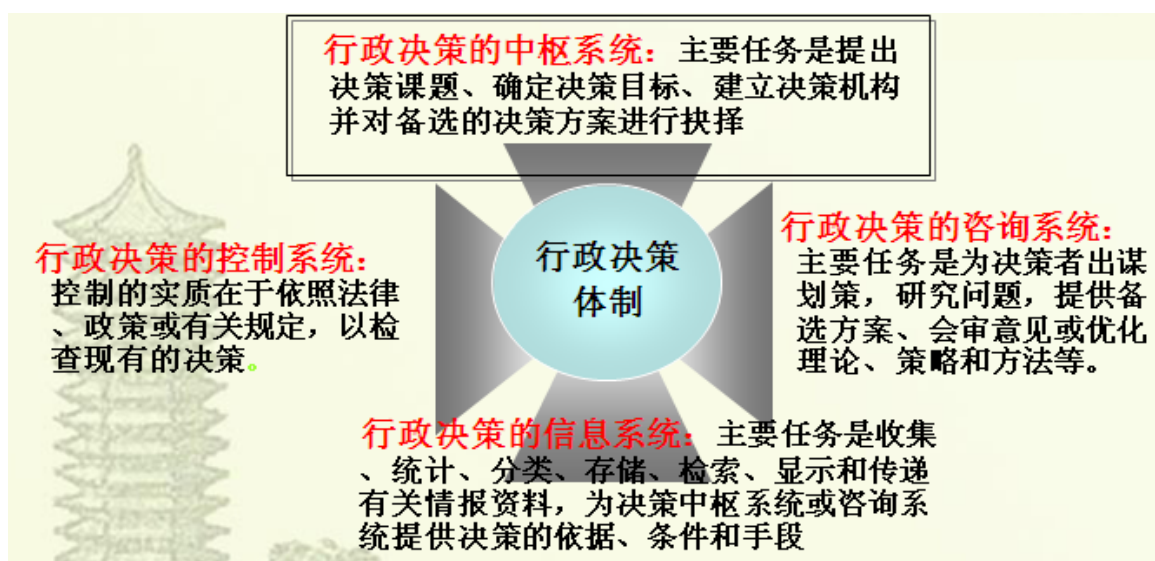 行政决策的中枢系统：主要任务是提出
决策课题、确定决策目标、建立决策机构
并对备选的决策方案进行抉择
行政决策的控制系统：
控制的实质在于依照法律
、政策或有关规定，以检
查现有的决策。
行政决策
体制
行政决策的咨询系统：
主要任务是为决策者出谋
划策，研究问题，提供备
选方案、会审意见或优化
理论、策略和方法等。
行政决策的信息系统：主要任务是收集
、统计、分类、存储、检索、显示和传递
有关情报资料，为决策中枢系统或咨询系
统提供决策的依据、条件和手段